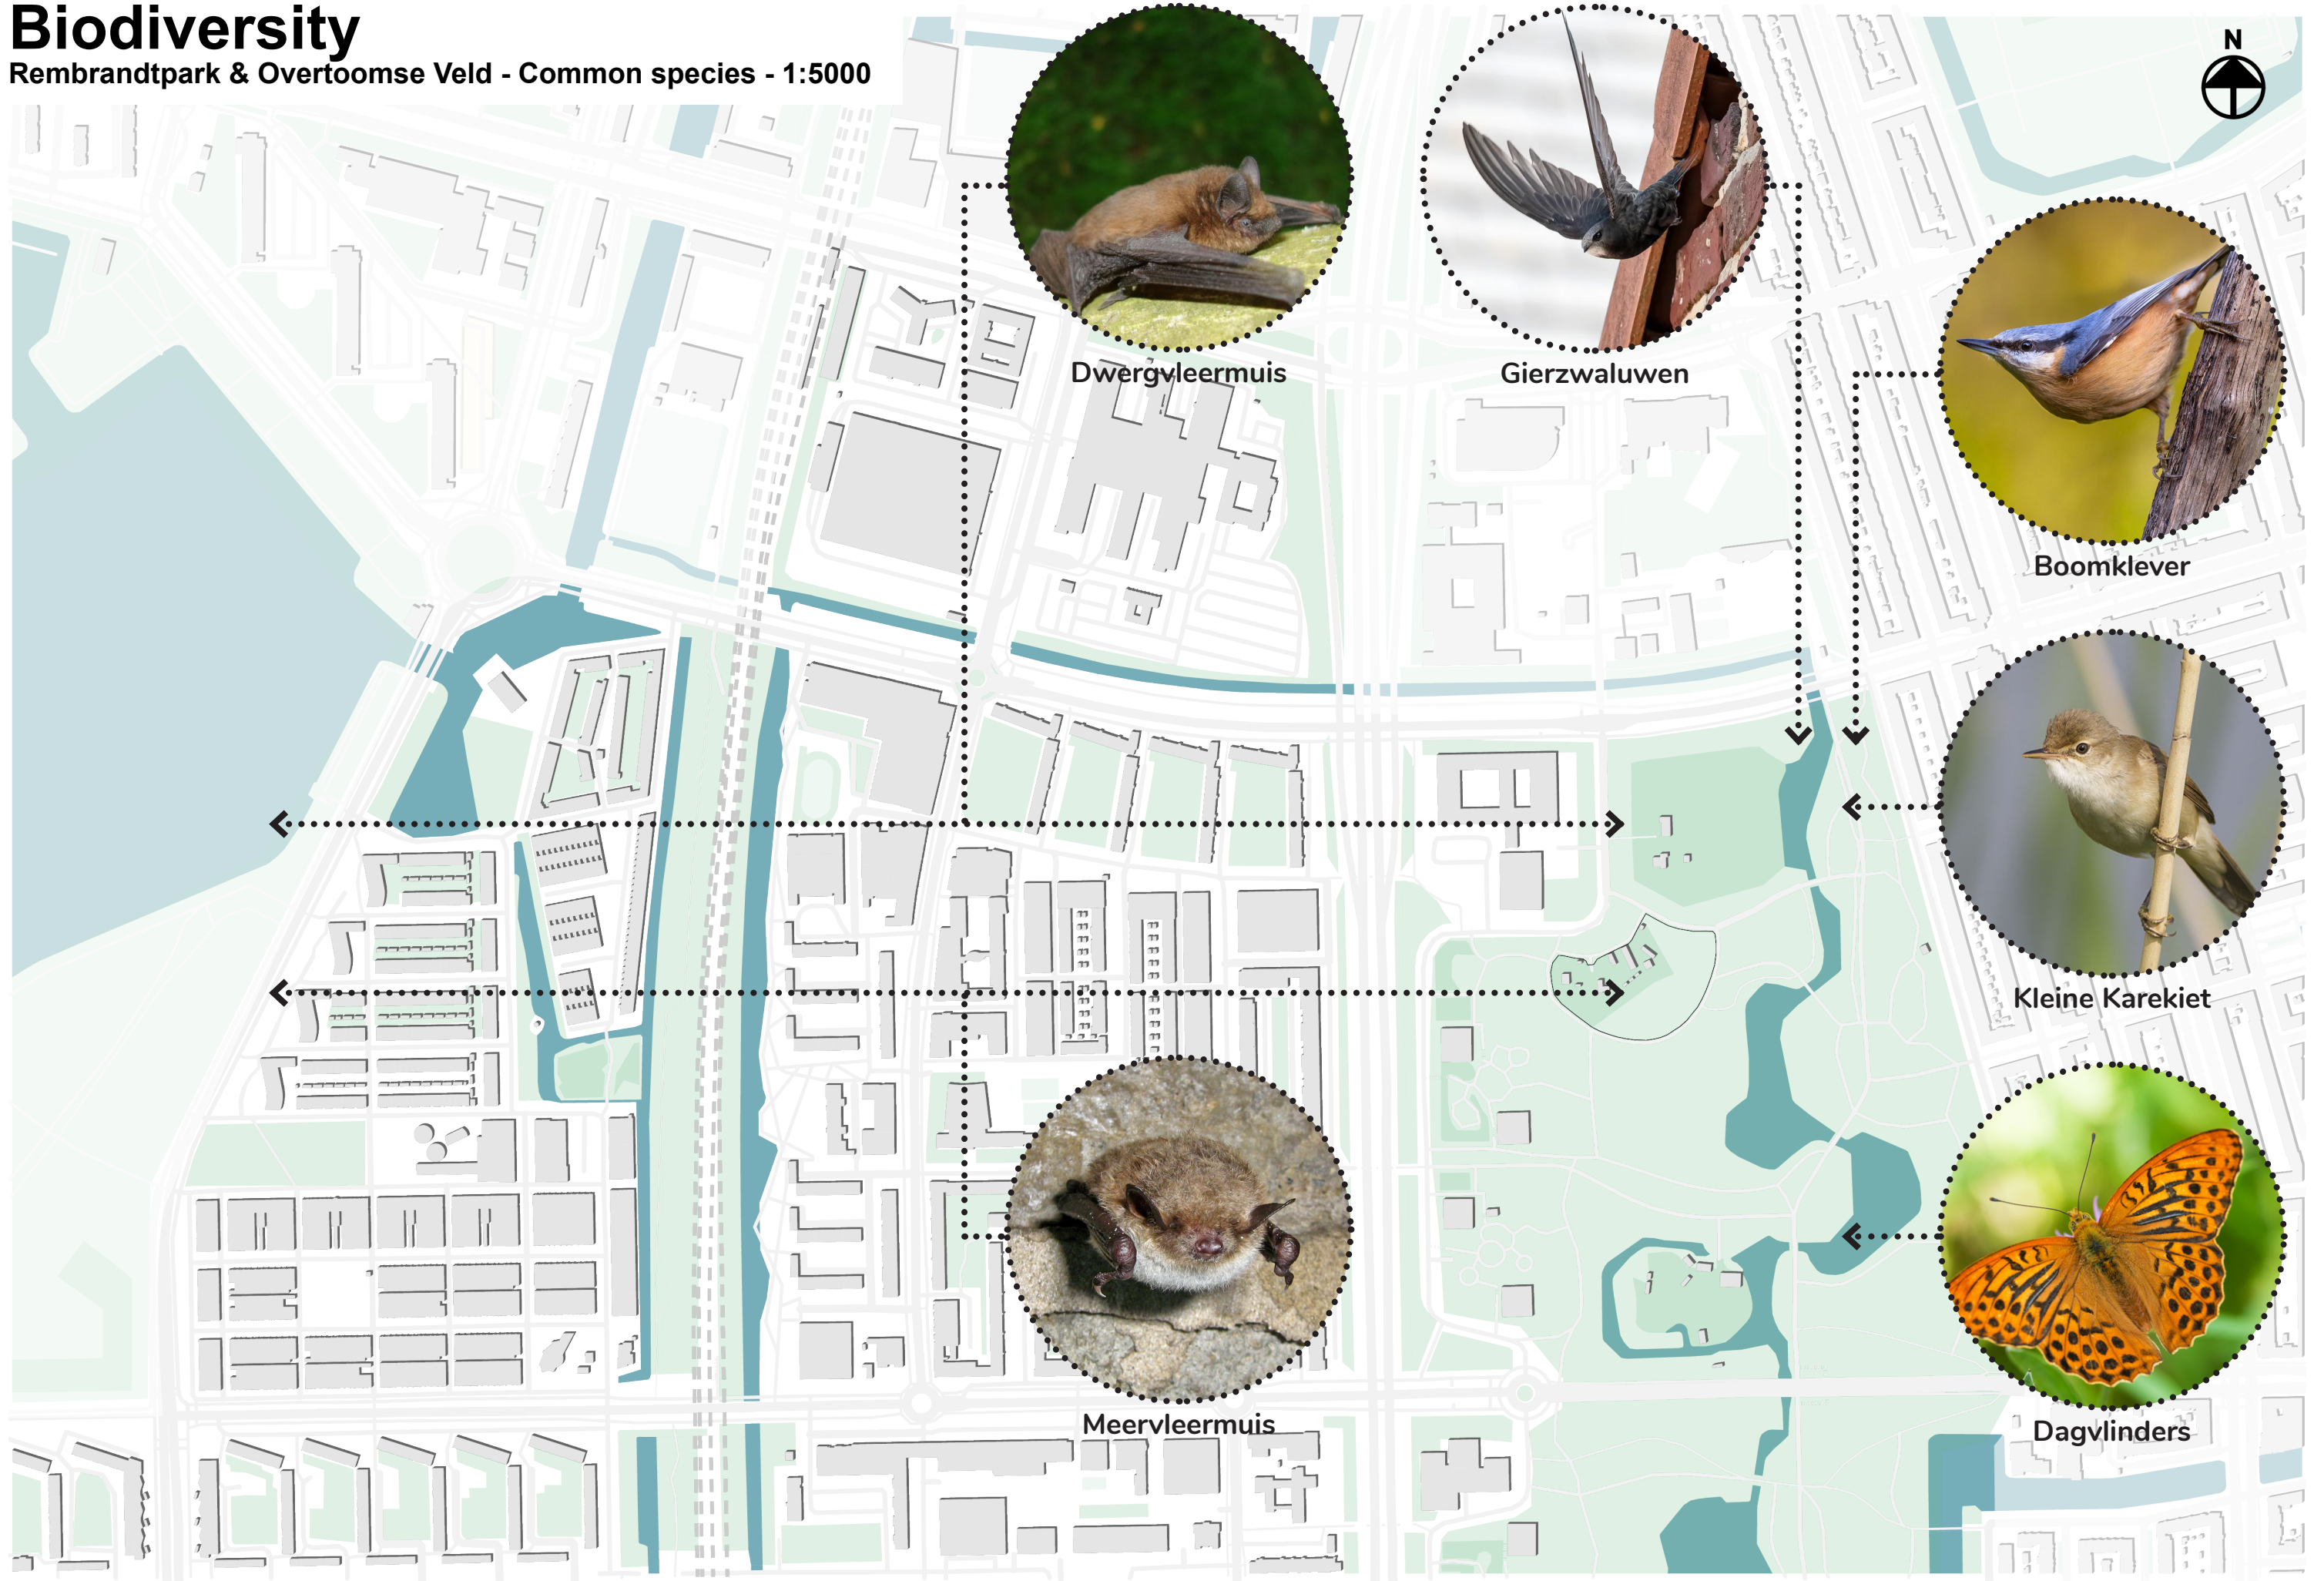 Biodiversity
Rembrandtpark & Overtoomse Veld - Common species - 1:5000
N
Dwergvleermuis
Gierzwaluwen
Boomklever
Kleine Karekiet
Meervleermuis
Dagvlinders